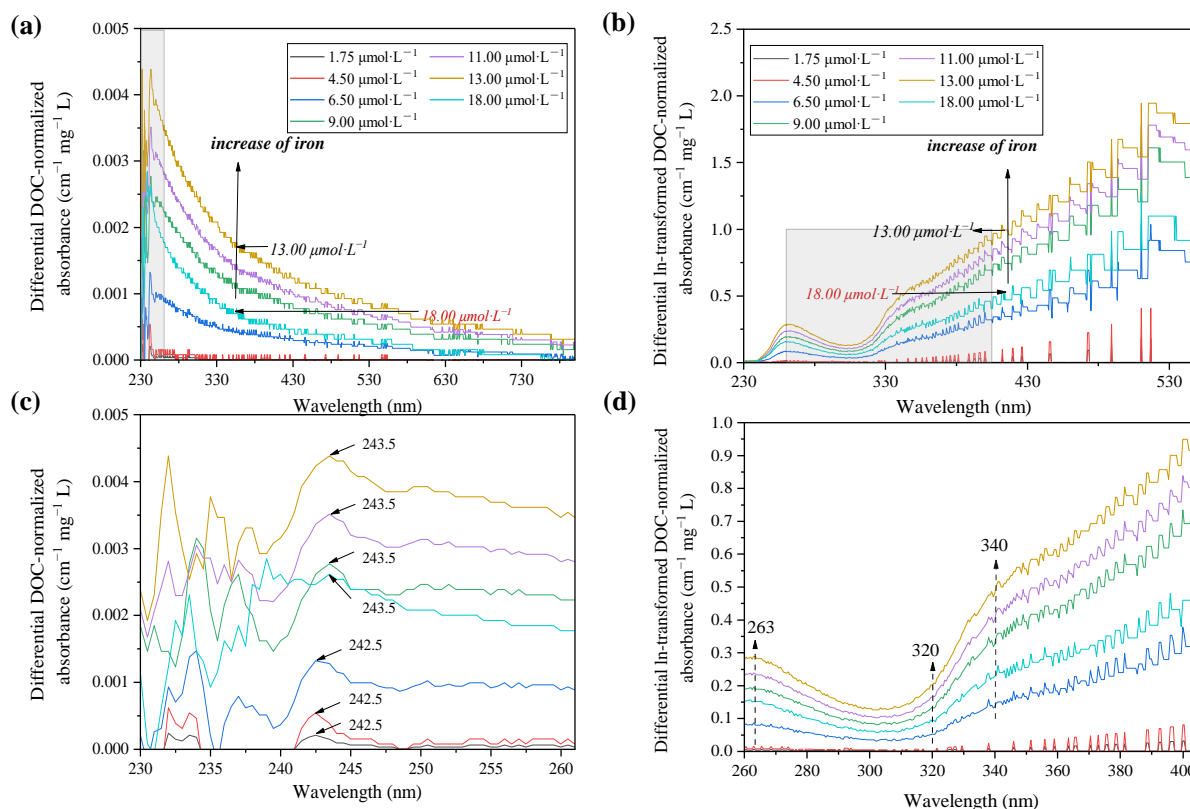 (a)
Differential DOC-normalized
absorbance (cm⁻¹ mg⁻¹ L)
0.005
0.004
0.003
0.002
0.001
0.000
1.75 μmol·L⁻¹
4.50 μmol·L⁻¹
6.50 μmol·L⁻¹
9.00 μmol·L⁻¹
11.00 μmol·L⁻¹
13.00 μmol·L⁻¹
18.00 μmol·L⁻¹
increase of iron
13.00 μmol·L⁻¹
18.00 μmol·L⁻¹
230 330 430 530 630 730
Wavelength (nm)
(b)
Differential ln-transformed DOC-normalized
absorbance (cm⁻¹ mg⁻¹ L)
2.5
2.0
1.5
1.0
0.5
0.0
1.75 μmol·L⁻¹
4.50 μmol·L⁻¹
6.50 μmol·L⁻¹
9.00 μmol·L⁻¹
11.00 μmol·L⁻¹
13.00 μmol·L⁻¹
18.00 μmol·L⁻¹
increase of iron
13.00 μmol·L⁻¹
18.00 μmol·L⁻¹
230 330 430 530
Wavelength (nm)
(c)
Differential DOC-normalized
absorbance (cm⁻¹ mg⁻¹ L)
0.005
0.004
0.003
0.002
0.001
0.000
243.5
243.5
243.5
243.5
242.5
242.5
242.5
230 235 240 245 250 255 260
Wavelength (nm)
(d)
Differential ln-transformed DOC-normalized
absorbance (cm⁻¹ mg⁻¹ L)
1.0
0.9
0.8
0.7
0.6
0.5
0.4
0.3
0.2
0.1
0.0
263
320
340
260 280 300 320 340 360 380 400
Wavelength (nm)